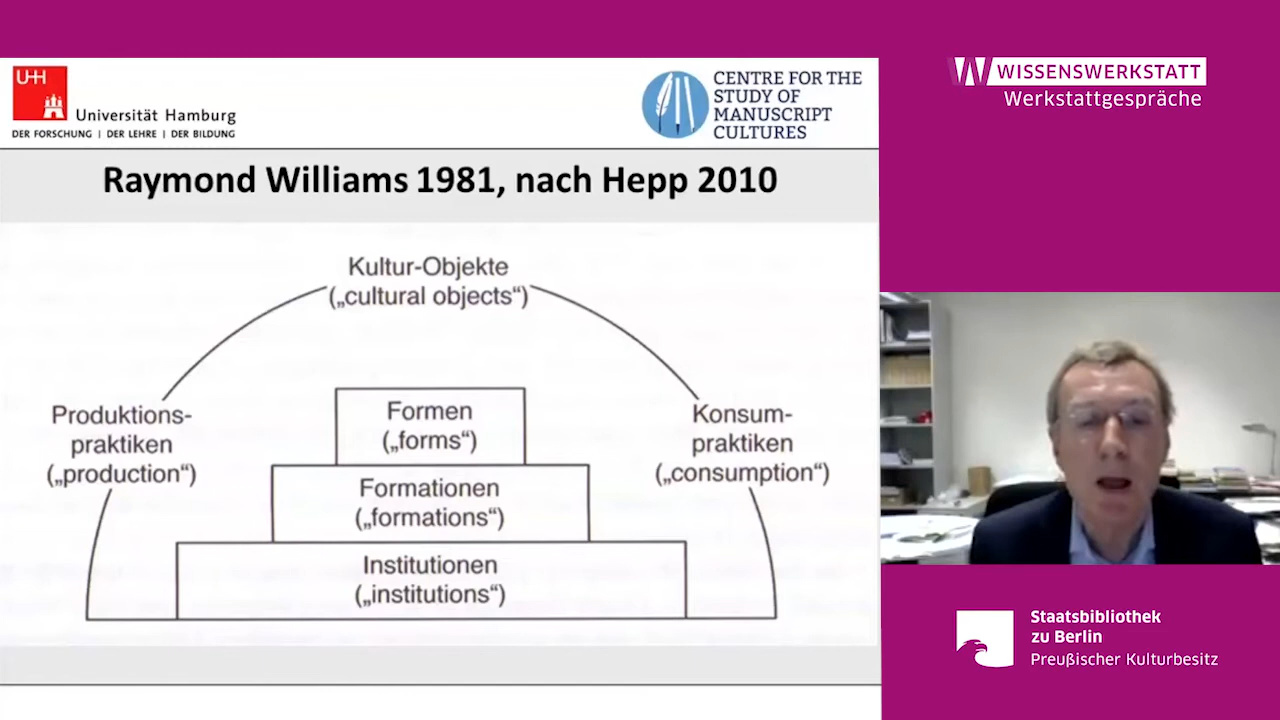 UHH
Universität Hamburg
DER FORSCHUNG | DER LEHRE | DER BILDUNG
CENTRE FOR THE
STUDY OF
MANUSCRIPT
CULTURES
Raymond Williams 1981, nach Hepp 2010
Kultur-Objekte
(„cultural objects“)
Produktions-
praktiken
(„production“)
Formen
(„forms“)
Formationen
(„formations“)
Institutionen
(„institutions“)
Konsum-
praktiken
(„consumption“)
W WISSENSWERKSTATT
Werkstattgespräche
Staatsbibliothek
zu Berlin
Preußischer Kulturbesitz